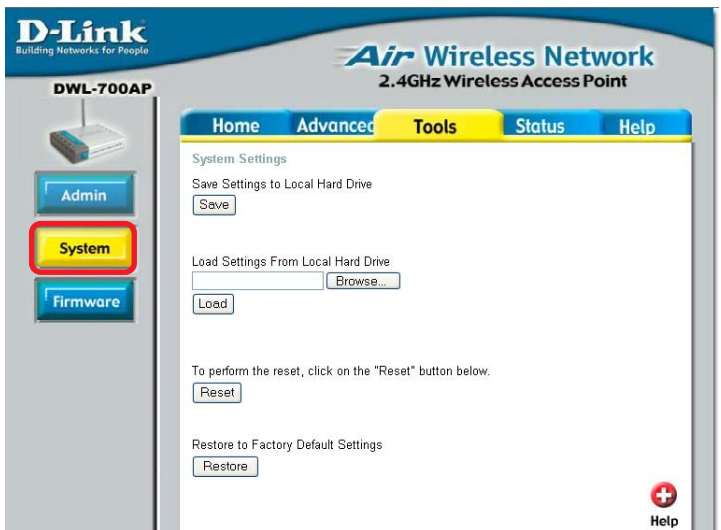 D-Link
Building Networks for People
Air Wireless Network
2.4GHz Wireless Access Point
DWL-700AP
Home Advanced Tools Status Help
System Settings
Save Settings to Local Hard Drive
Save
Admin
System
Firmware
Load Settings From Local Hard Drive
Browse...
Load
To perform the reset, click on the "Reset" button below.
Reset
Restore to Factory Default Settings
Restore
Help